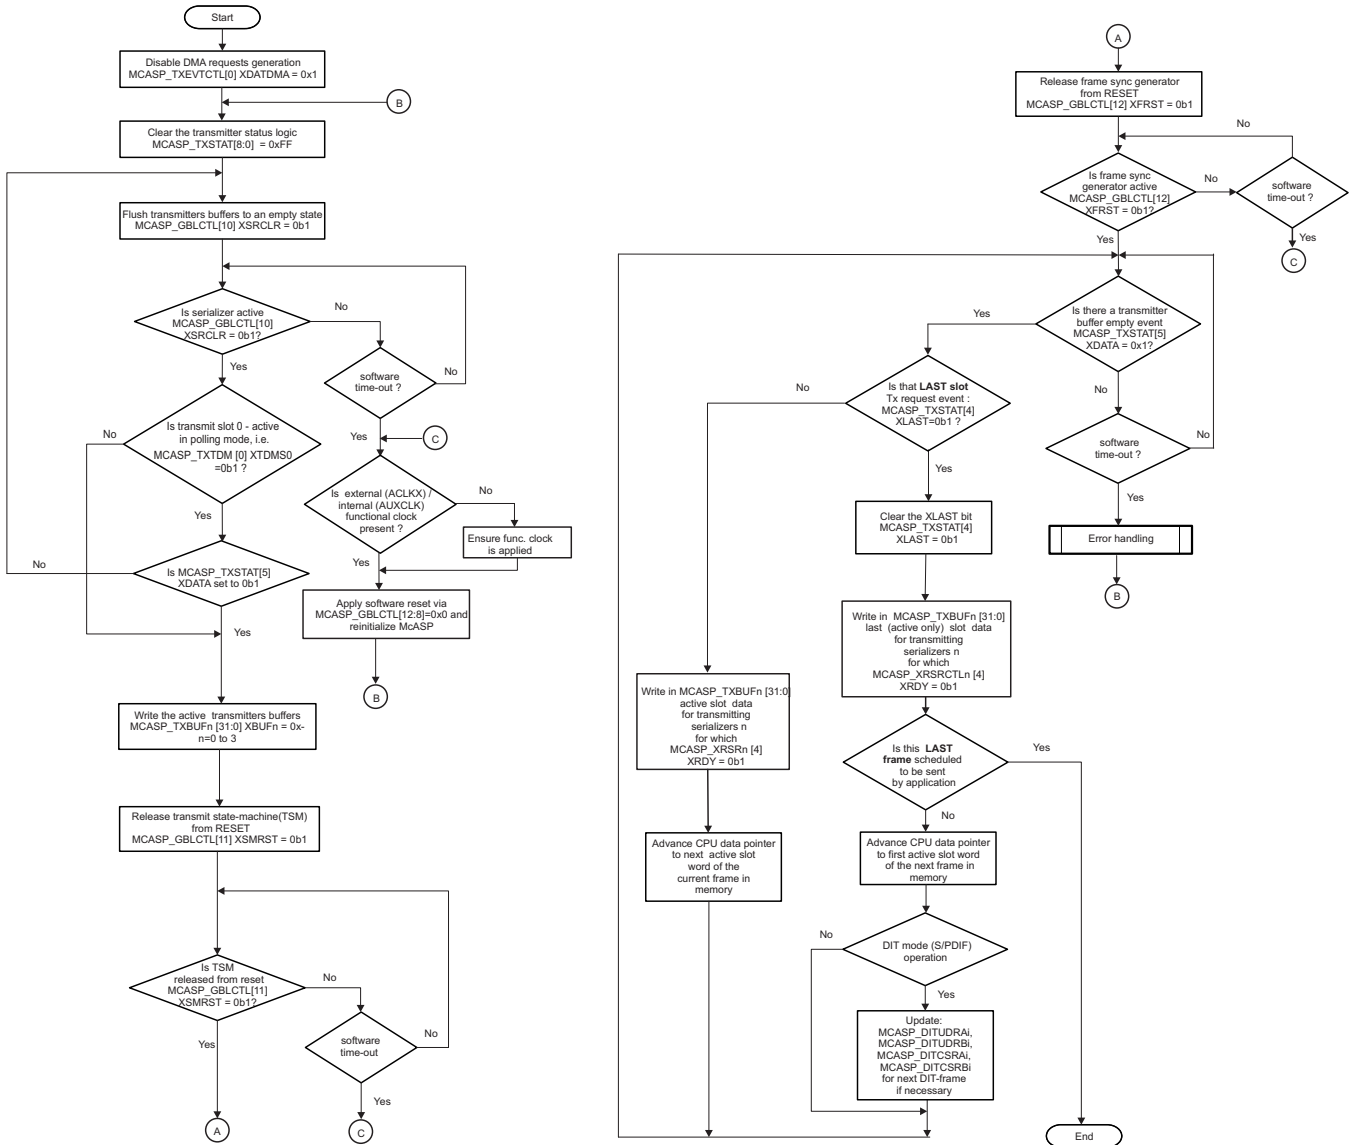 Start
Disable DMA requests generation
MCASP_TXEVTCTL[0] XDATDMA = 0x1
B
Clear the transmitter status logic
MCASP_TXSTAT[8:0] = 0xFF
Flush transmitters buffers to an empty state
MCASP_GBLCTL[10] XSRCLR = 0b1
Is serializer active
MCASP_GBLCTL[10]
XSRCLR = 0b1?
No
Yes
software
time-out ?
No
Is transmit slot 0 - active
in polling mode, i.e.
MCASP_TXTDM [0] XTDMS0
=0b1 ?
No
Yes
Yes
C
Is external (ACLKX) /
internal (AUXCLK)
functional clock
present ?
No
Ensure func. clock
is applied
Yes
Is MCASP_TXSTAT[5]
XDATA set to 0b1
No
Yes
Apply software reset via
MCASP_GBLCTL[12:8]=0x0 and
reinitialize McASP
B
Write the active transmitters buffers
MCASP_TXBUFn [31:0] XBUFn = 0x-
n=0 to 3
Release transmit state-machine(TSM)
from RESET
MCASP_GBLCTL[11] XSMRST = 0b1
Is TSM
released from reset
MCASP_GBLCTL[11]
XSMRST = 0b1?
No
Yes
software
time-out
No
Yes
A
C
A
Release frame sync generator
from RESET
MCASP_GBLCTL[12] XFRST = 0b1
No
Is frame sync
generator active
MCASP_GBLCTL[12]
XFRST = 0b1?
No
software
time-out ?
Yes
Yes
C
Is there a transmitter
buffer empty event
MCASP_TXSTAT[5]
XDATA = 0x1?
Yes
No
software
time-out ?
No
Yes
Error handling
B
Is that LAST slot
Tx request event :
MCASP_TXSTAT[4]
XLAST=0b1 ?
No
Yes
Clear the XLAST bit
MCASP_TXSTAT[4]
XLAST = 0b1
Write in MCASP_TXBUFn [31:0]
last (active only) slot data
for transmitting
serializers n
for which
MCASP_XRSRCTLn [4]
XRDY = 0b1
Write in MCASP_TXBUFn [31:0]
active slot data
for transmitting
serializers n
for which
MCASP_XRSRn [4]
XRDY = 0b1
Is this LAST
frame scheduled
to be sent
by application
Yes
No
Advance CPU data pointer
to next active slot
word of the
current frame in
memory
Advance CPU data pointer
to first active slot word
of the next frame in
memory
DIT mode (S/PDIF)
operation
No
Yes
Update:
MCASP_DITUDRAi,
MCASP_DITUDRBi,
MCASP_DITCSRAi,
MCASP_DITCSRBi
for next DIT-frame
if necessary
End